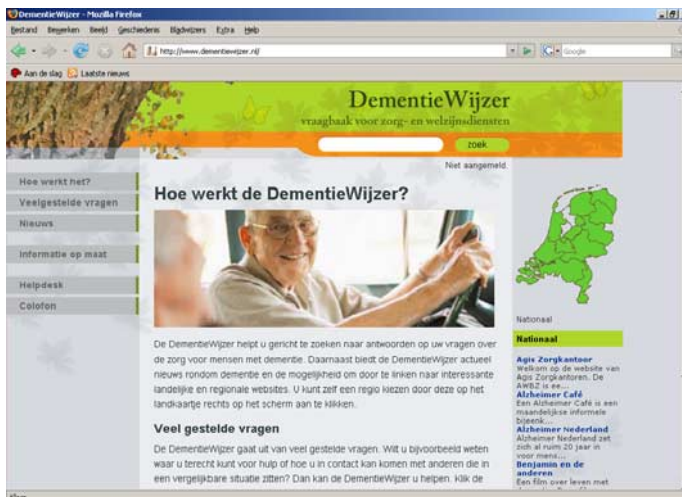 DementieWijzer - Mozilla Firefox
Bestand Bewerken Beeld Geschiedenis Bladwijzers Extra Help
http://www.dementiewijzer.nl/
Google
Aan de slag Laatste nieuws
DementieWijzer
vraagbaak voor zorg- en welzijnsdiensten
zoek
Niet aangemeld.
Hoe werkt het?
Veelgestelde vragen
Nieuws
Informatie op maat
Helpdesk
Colofon
Hoe werkt de DementieWijzer?
De DementieWijzer helpt u gericht te zoeken naar antwoorden op uw vragen over
de zorg voor mensen met dementie. Daarnaast biedt de DementieWijzer actueel
nieuws rondom dementie en de mogelijkheid om door te linken naar interessante
landelijke en regionale websites. U kunt zelf een regio kiezen door deze op het
landkaartje rechts op het scherm aan te klikken.
Veel gestelde vragen
De DementieWijzer gaat uit van veel gestelde vragen. Wilt u bijvoorbeeld weten
waar u terecht kunt voor hulp of hoe u in contact kan komen met anderen die in
een vergelijkbare situatie zitten? Dan kan de DementieWijzer u helpen. Klik de
Nationaal
Nationaal
Agis Zorgkantoor
Welkom op de website van
Agis Zorgkantoren. De
AWBZ is ee...
Alzheimer Café
Een Alzheimer Café is een
maandelijkse informele
bijeenk...
Alzheimer Nederland
Alzheimer Nederland zet
zich al ruim 20 jaar in
voor mens...
Benjamin en de
anderen
Een film over leven met